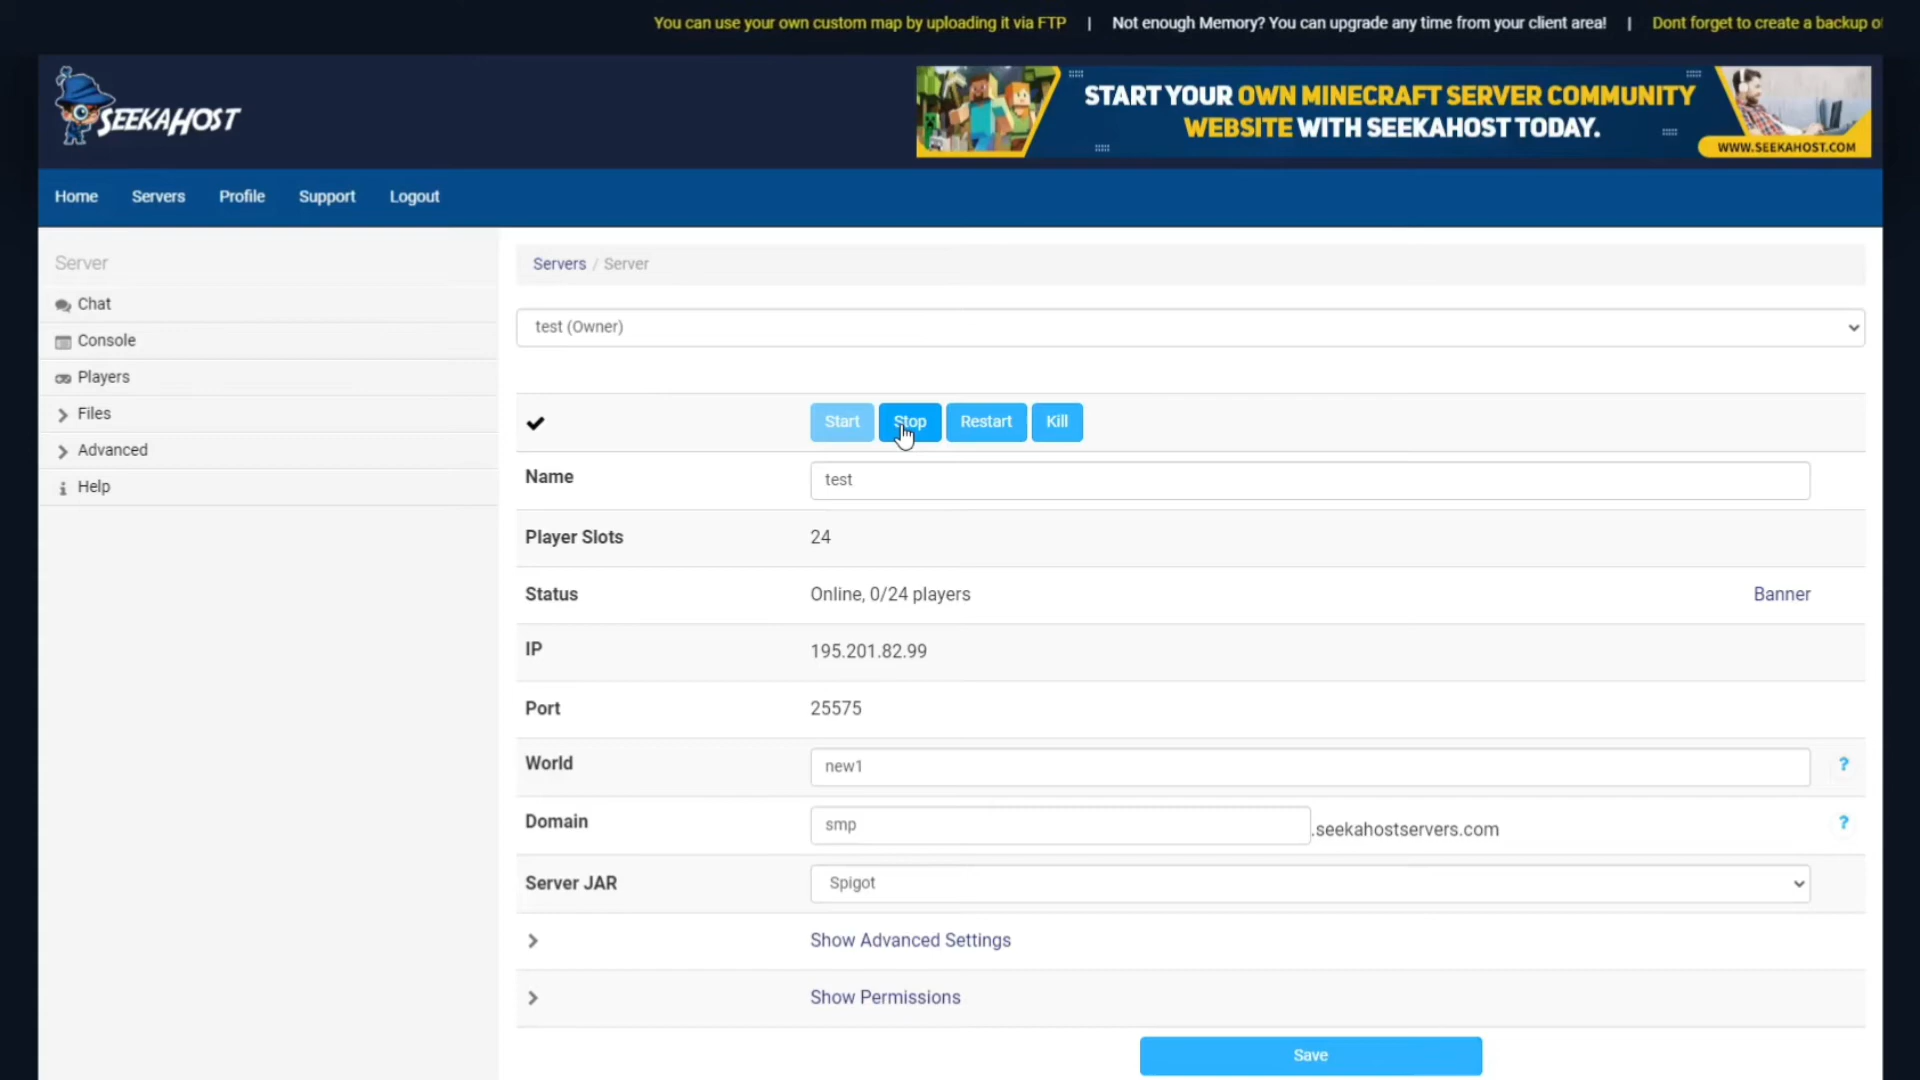 You can use your own custom map by uploading it via FTP | Not enough Memory? You can upgrade any time from your client area! | Dont forget to create a backup of
SEEKAHOST
START YOUR OWN MINECRAFT SERVER COMMUNITY
WEBSITE WITH SEEKAHOST TODAY.
WWW.SEEKAHOST.COM
Home Servers Profile Support Logout
Server
Chat
Console
Players
Files
Advanced
Help
Servers / Server
test (Owner)
Start Stop Restart Kill
Name test
Player Slots 24
Status Online, 0/24 players Banner
IP 195.201.82.99
Port 25575
World new1 ?
Domain smp .seekahostservers.com ?
Server JAR Spigot
Show Advanced Settings
Show Permissions
Save